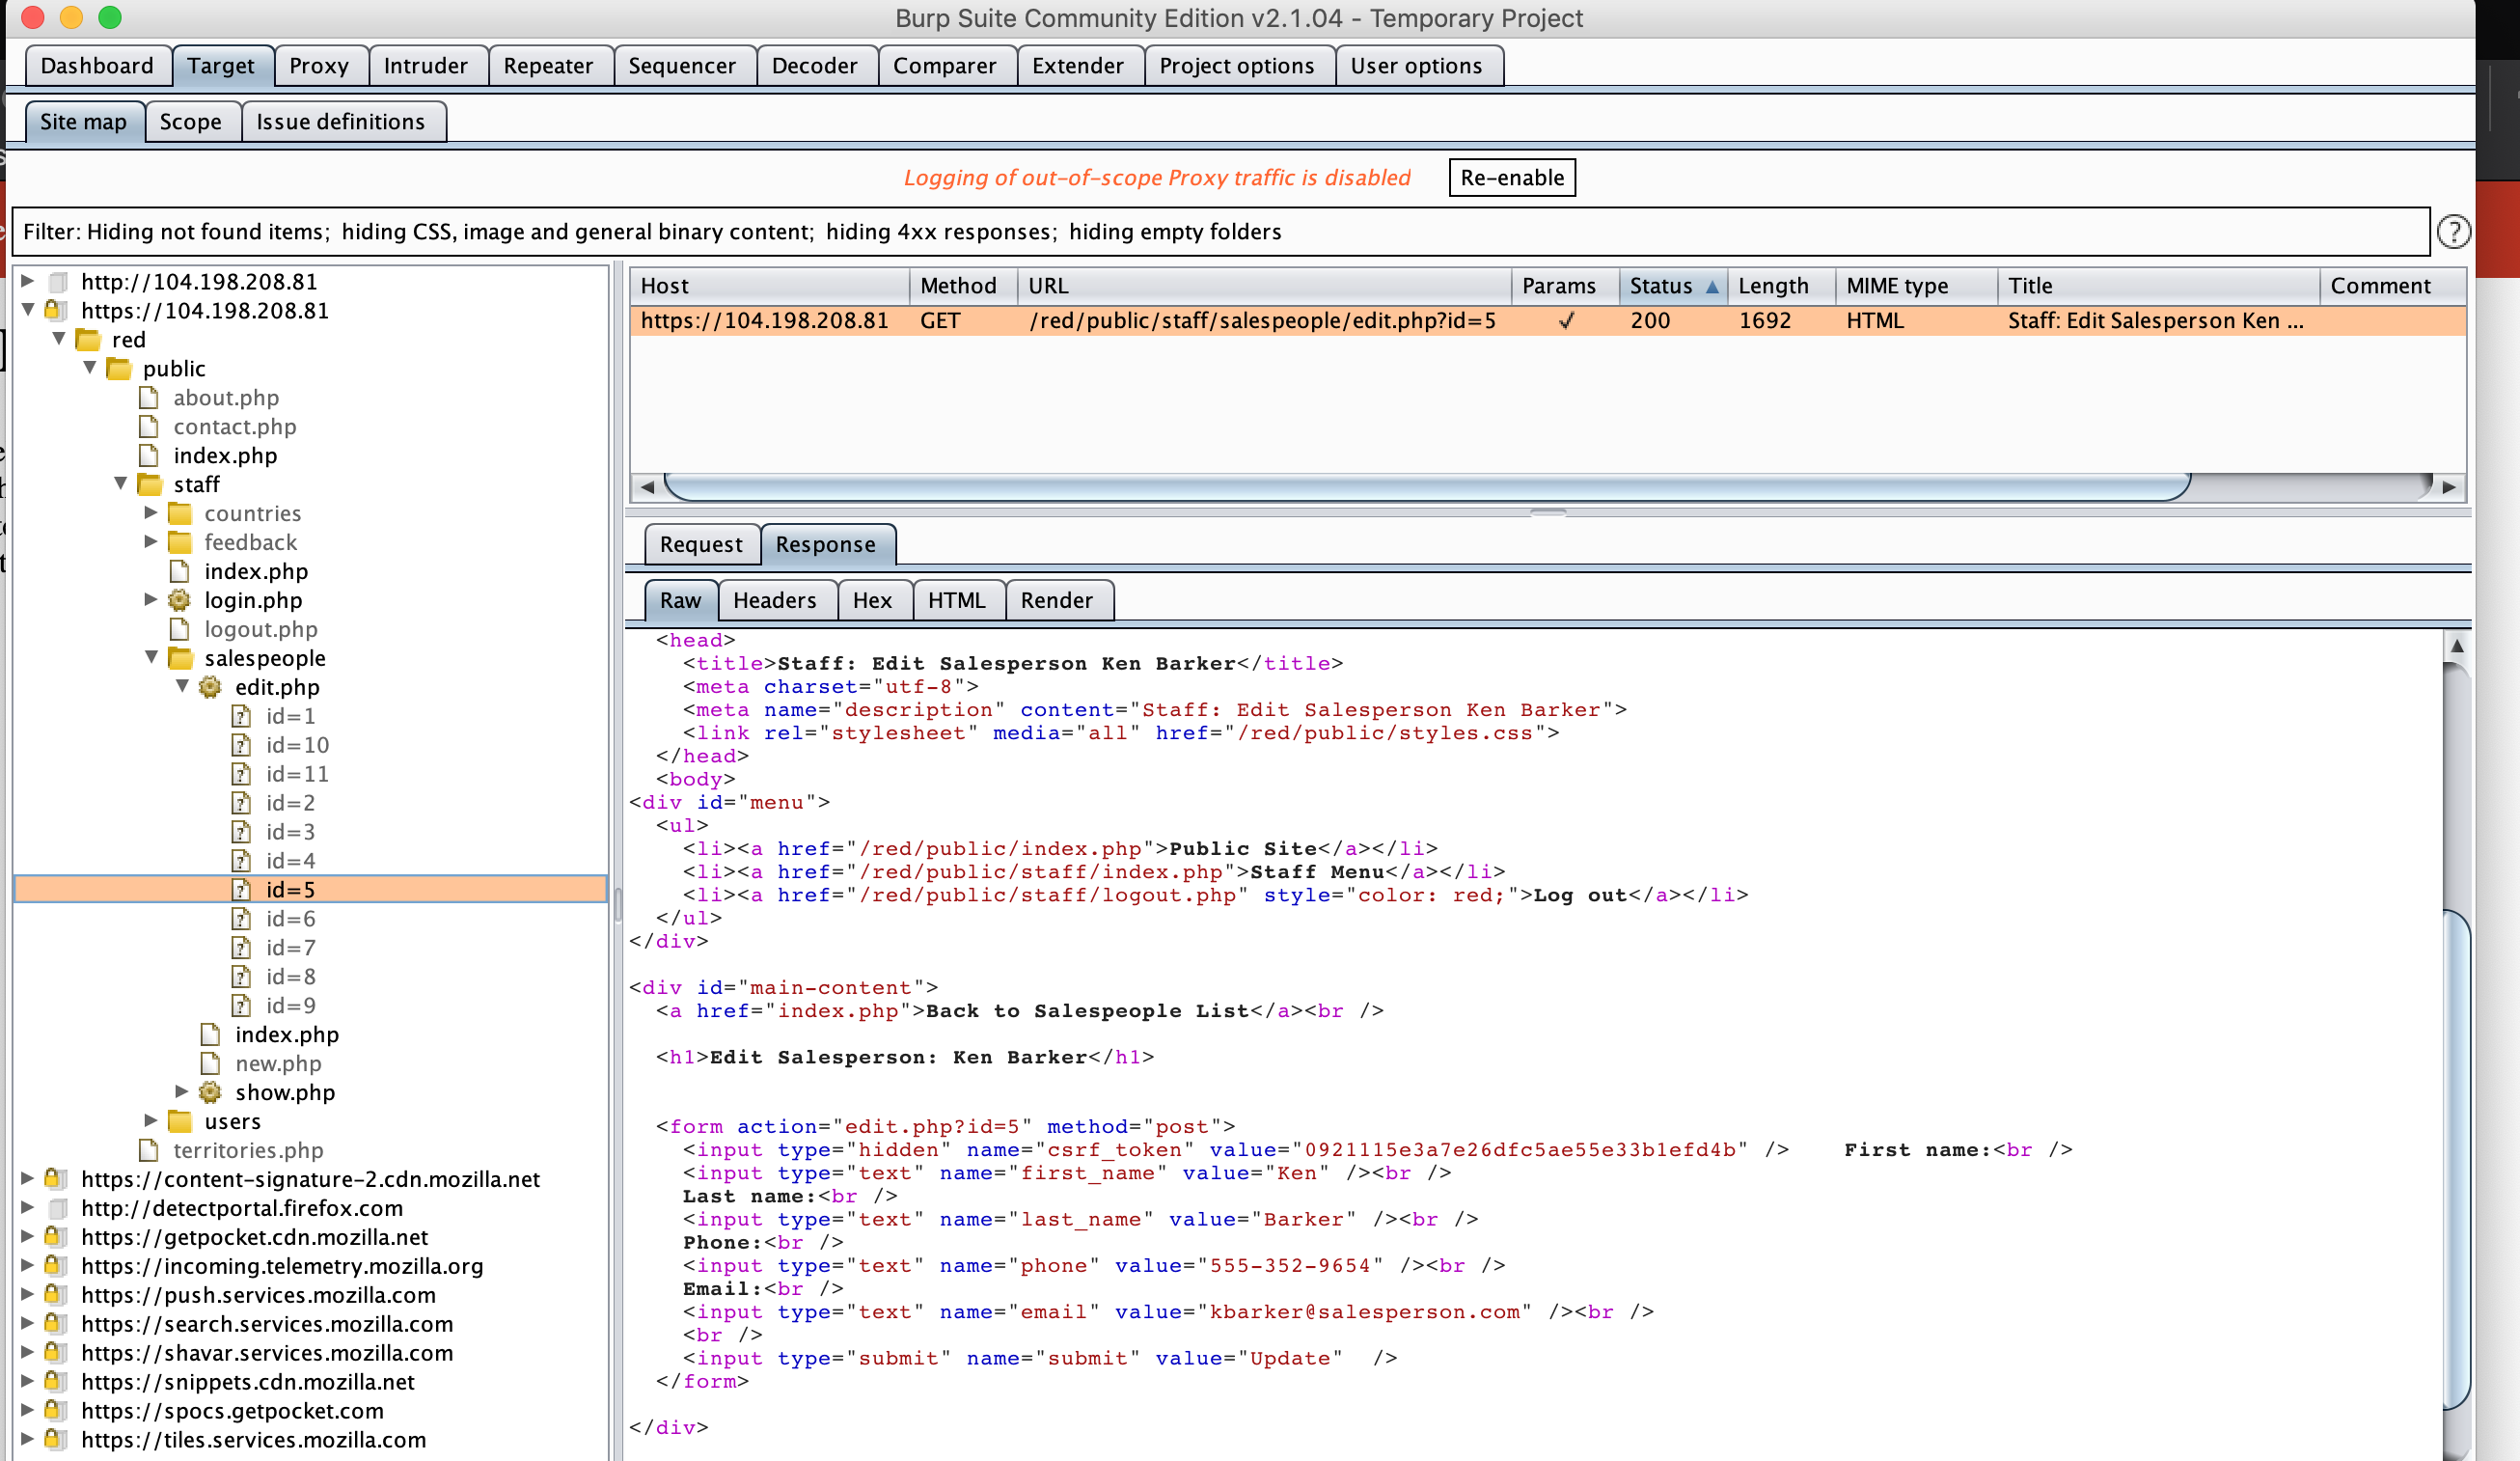 Burp Suite Community Edition v2.1.04 - Temporary Project
Dashboard Target Proxy Intruder Repeater Sequencer Decoder Comparer Extender Project options User options
Site map Scope Issue definitions
Logging of out-of-scope Proxy traffic is disabled Re-enable
Filter: Hiding not found items; hiding CSS, image and general binary content; hiding 4xx responses; hiding empty folders ?
http://104.198.208.81
https://104.198.208.81
red
public
about.php
contact.php
index.php
staff
countries
feedback
index.php
login.php
logout.php
salespeople
edit.php
id=1
id=10
id=11
id=2
id=3
id=4
id=5
id=6
id=7
id=8
id=9
index.php
new.php
show.php
users
territories.php
https://content-signature-2.cdn.mozilla.net
http://detectportal.firefox.com
https://getpocket.cdn.mozilla.net
https://incoming.telemetry.mozilla.org
https://push.services.mozilla.com
https://search.services.mozilla.com
https://shavar.services.mozilla.com
https://snippets.cdn.mozilla.net
https://spocs.getpocket.com
https://tiles.services.mozilla.com
Host Method URL Params Status Length MIME type Title Comment
https://104.198.208.81 GET /red/public/staff/salespeople/edit.php?id=5 ✓ 200 1692 HTML Staff: Edit Salesperson Ken ...
Request Response
Raw Headers Hex HTML Render
<head>
<title>Staff: Edit Salesperson Ken Barker</title>
<meta charset="utf-8">
<meta name="description" content="Staff: Edit Salesperson Ken Barker">
<link rel="stylesheet" media="all" href="/red/public/styles.css">
</head>
<body>
<div id="menu">
<ul>
<li><a href="/red/public/index.php">Public Site</a></li>
<li><a href="/red/public/staff/index.php">Staff Menu</a></li>
<li><a href="/red/public/staff/logout.php" style="color: red;">Log out</a></li>
</ul>
</div>
<div id="main-content">
<a href="index.php">Back to Salespeople List</a><br />
<h1>Edit Salesperson: Ken Barker</h1>
<form action="edit.php?id=5" method="post">
<input type="hidden" name="csrf_token" value="0921115e3a7e26dfc5ae55e33b1efd4b" /> First name:<br />
<input type="text" name="first_name" value="Ken" /><br />
Last name:<br />
<input type="text" name="last_name" value="Barker" /><br />
Phone:<br />
<input type="text" name="phone" value="555-352-9654" /><br />
Email:<br />
<input type="text" name="email" value="kbarker@salesperson.com" /><br />
<br />
<input type="submit" name="submit" value="Update" />
</form>
</div>